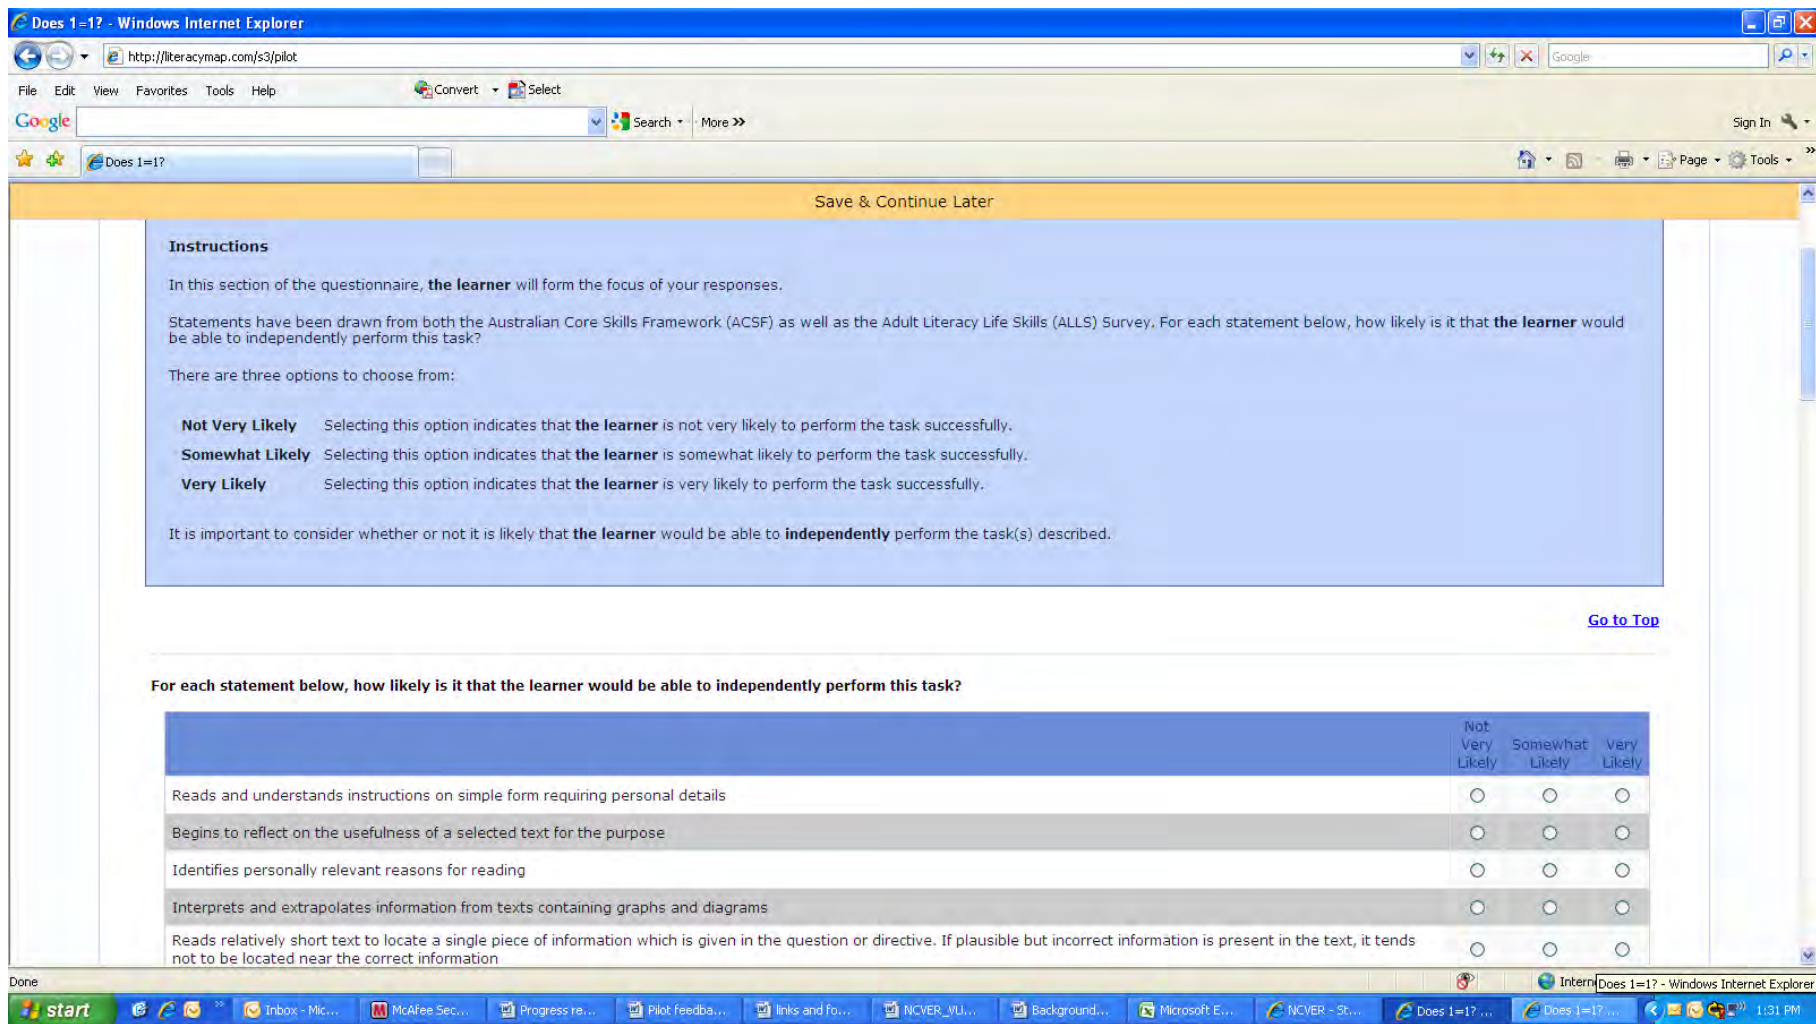 Does 1=1? - Windows Internet Explorer
http://literacymap.com/s3/pilot
Google
File Edit View Favorites Tools Help
Convert Select
Google
Search More »
Sign In
Does 1=1?
Page Tools »
Save & Continue Later
Instructions
In this section of the questionnaire, the learner will form the focus of your responses.
Statements have been drawn from both the Australian Core Skills Framework (ACSF) as well as the Adult Literacy Life Skills (ALLS) Survey. For each statement below, how likely is it that the learner would
be able to independently perform this task?
There are three options to choose from:
Not Very Likely Selecting this option indicates that the learner is not very likely to perform the task successfully.
Somewhat Likely Selecting this option indicates that the learner is somewhat likely to perform the task successfully.
Very Likely Selecting this option indicates that the learner is very likely to perform the task successfully.
It is important to consider whether or not it is likely that the learner would be able to independently perform the task(s) described.
Go to Top
For each statement below, how likely is it that the learner would be able to independently perform this task?
Not
Very Somewhat Very
Likely Likely Likely
Reads and understands instructions on simple form requiring personal details
Begins to reflect on the usefulness of a selected text for the purpose
Identifies personally relevant reasons for reading
Interprets and extrapolates information from texts containing graphs and diagrams
Reads relatively short text to locate a single piece of information which is given in the question or directive. If plausible but incorrect information is present in the text, it tends
not to be located near the correct information
Done
Intern
Does 1=1? - Windows Internet Explorer
start » Inbox - Mic... McAfee Sec... Progress re... Pilot feedba... links and fo... NCVER_VLI... Background... Microsoft E... NCVER - St... Does 1=1? ... Does 1=1? ... 1:31 PM